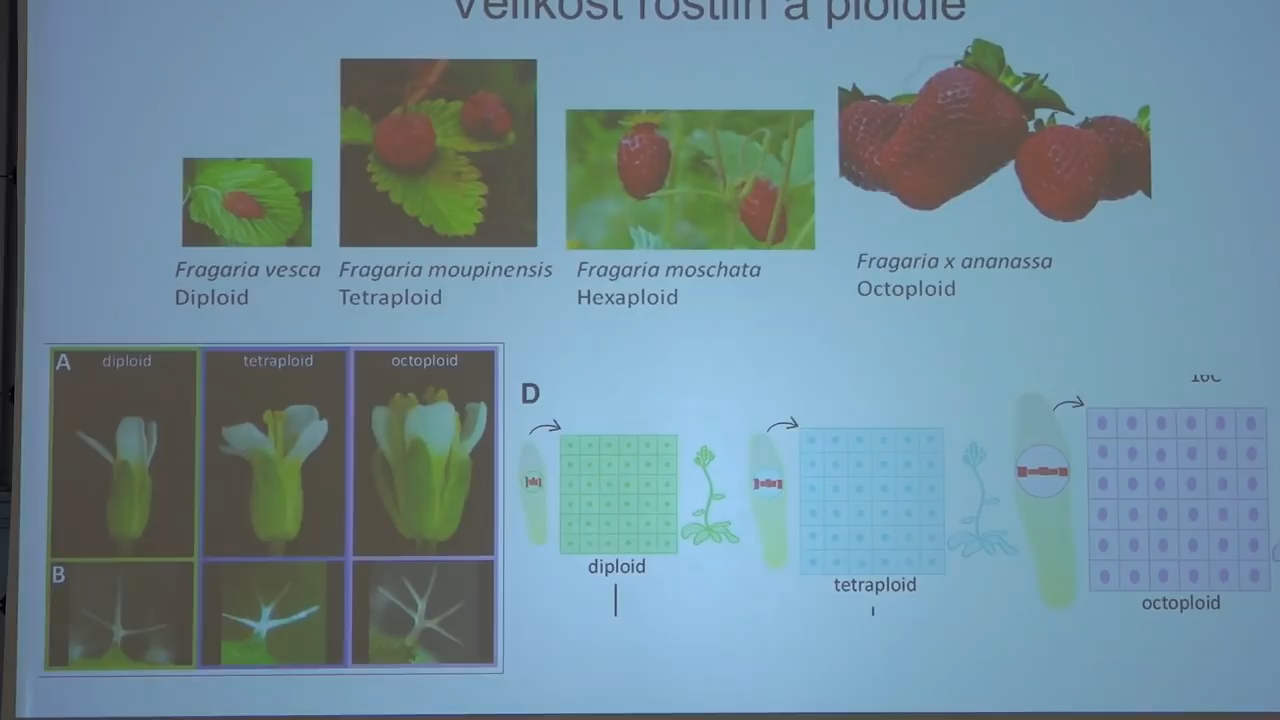 Velikost rostlin a ploidie
Fragaria vesca
Diploid
Fragaria moupinensis
Tetraploid
Fragaria moschata
Hexaploid
Fragaria x ananassa
Octoploid
A
diploid
tetraploid
octoploid
B
D
diploid
tetraploid
16C
octoploid